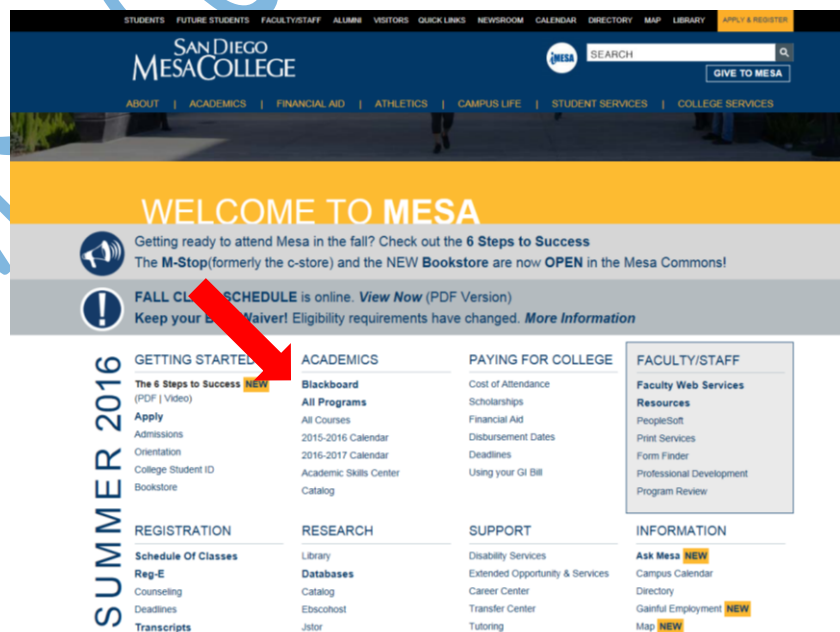 STUDENTS FUTURE STUDENTS FACULTY/STAFF ALUMNI VISITORS QUICK LINKS NEWSROOM CALENDAR DIRECTORY MAP LIBRARY APPLY & REGISTER
SAN DIEGO
MESA COLLEGE
iMESA
SEARCH
GIVE TO MESA
ABOUT | ACADEMICS | FINANCIAL AID | ATHLETICS | CAMPUS LIFE | STUDENT SERVICES | COLLEGE SERVICES
WELCOME TO MESA
Getting ready to attend Mesa in the fall? Check out the 6 Steps to Success
The M-Stop(formerly the c-store) and the NEW Bookstore are now OPEN in the Mesa Commons!
FALL SCHEDULE is online. View Now (PDF Version)
Keep your Waiver! Eligibility requirements have changed. More Information
SUMMER 2016
GETTING STARTED
The 6 Steps to Success NEW
(PDF | Video)
Apply
Admissions
Orientation
College Student ID
Bookstore
ACADEMICS
Blackboard
All Programs
All Courses
2015-2016 Calendar
2016-2017 Calendar
Academic Skills Center
Catalog
PAYING FOR COLLEGE
Cost of Attendance
Scholarships
Financial Aid
Disbursement Dates
Deadlines
Using your GI Bill
FACULTY/STAFF
Faculty Web Services
Resources
PeopleSoft
Print Services
Form Finder
Professional Development
Program Review
REGISTRATION
Schedule Of Classes
Reg-E
Counseling
Deadlines
Transcripts
RESEARCH
Library
Databases
Catalog
Ebscohost
Jstor
SUPPORT
Disability Services
Extended Opportunity & Services
Career Center
Transfer Center
Tutoring
INFORMATION
Ask Mesa NEW
Campus Calendar
Directory
Gainful Employment NEW
Map NEW